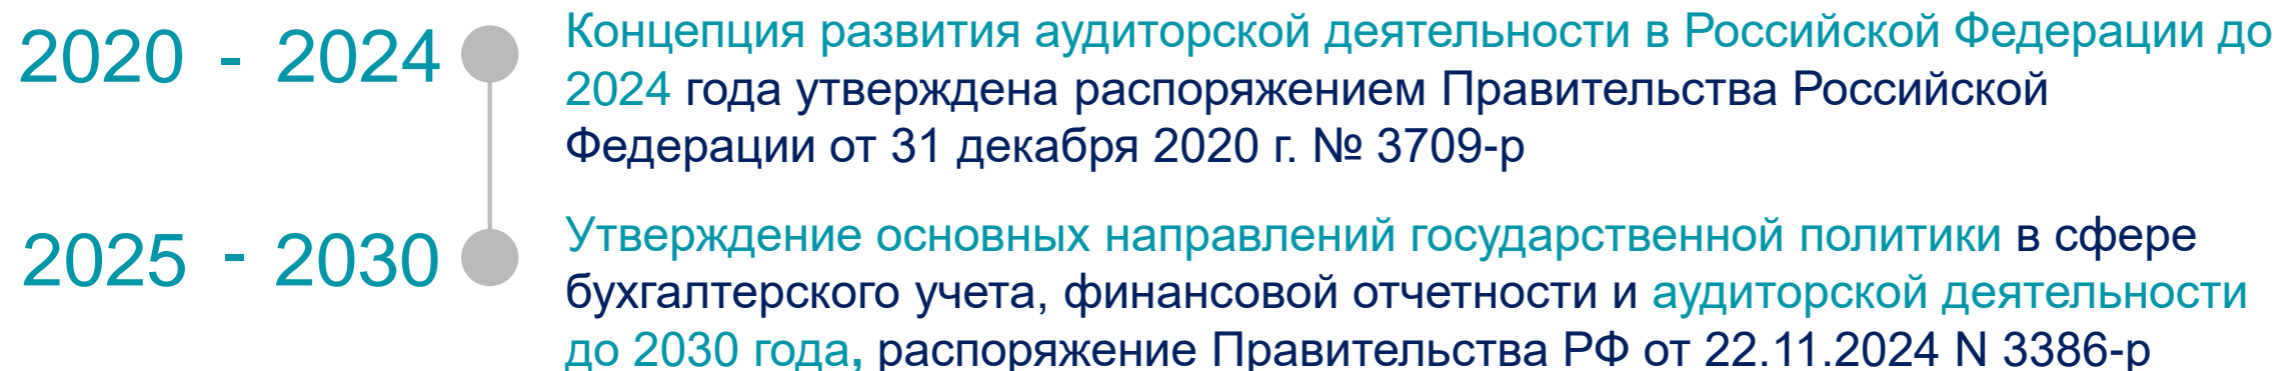 2020 - 2024
Концепция развития аудиторской деятельности в Российской Федерации до
2024 года утверждена распоряжением Правительства Российской
Федерации от 31 декабря 2020 г. № 3709-р
2025 - 2030
Утверждение основных направлений государственной политики в сфере
бухгалтерского учета, финансовой отчетности и аудиторской деятельности
до 2030 года, распоряжение Правительства РФ от 22.11.2024 N 3386-р